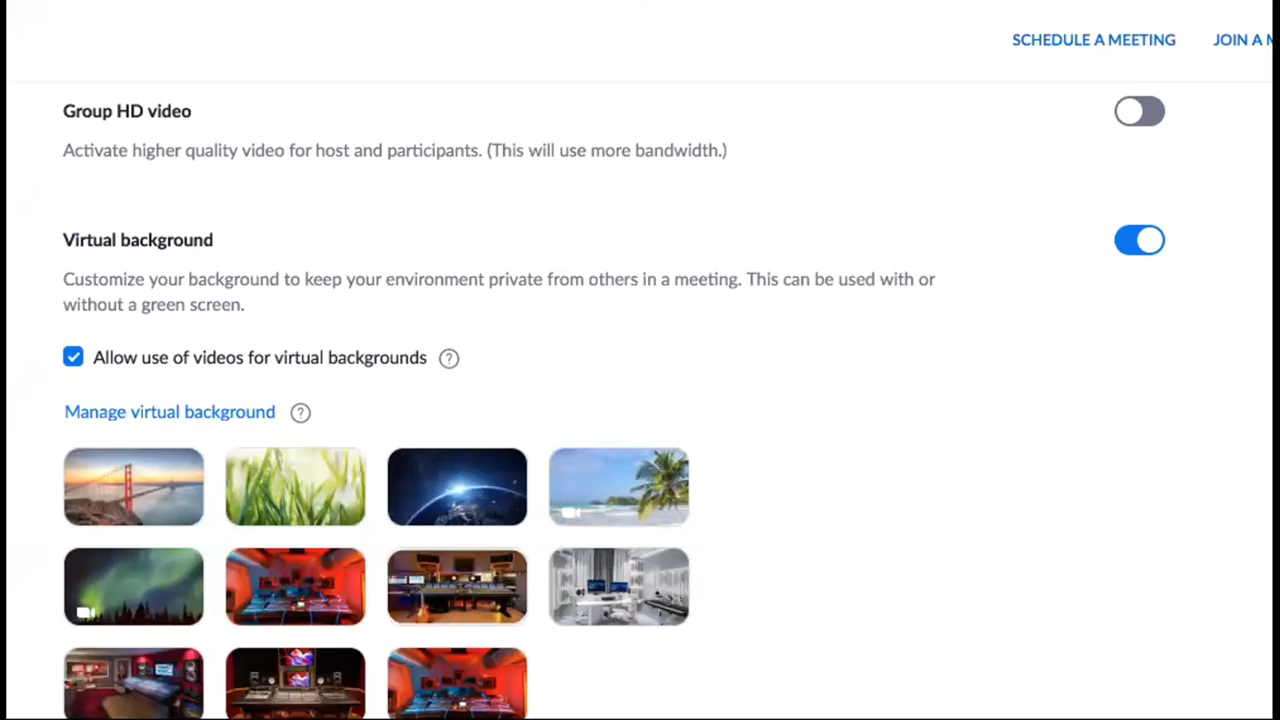 SCHEDULE A MEETING JOIN A
Group HD video
Activate higher quality video for host and participants. (This will use more bandwidth.)
Virtual background
Customize your background to keep your environment private from others in a meeting. This can be used with or
without a green screen.
Allow use of videos for virtual backgrounds ?
Manage virtual background ?